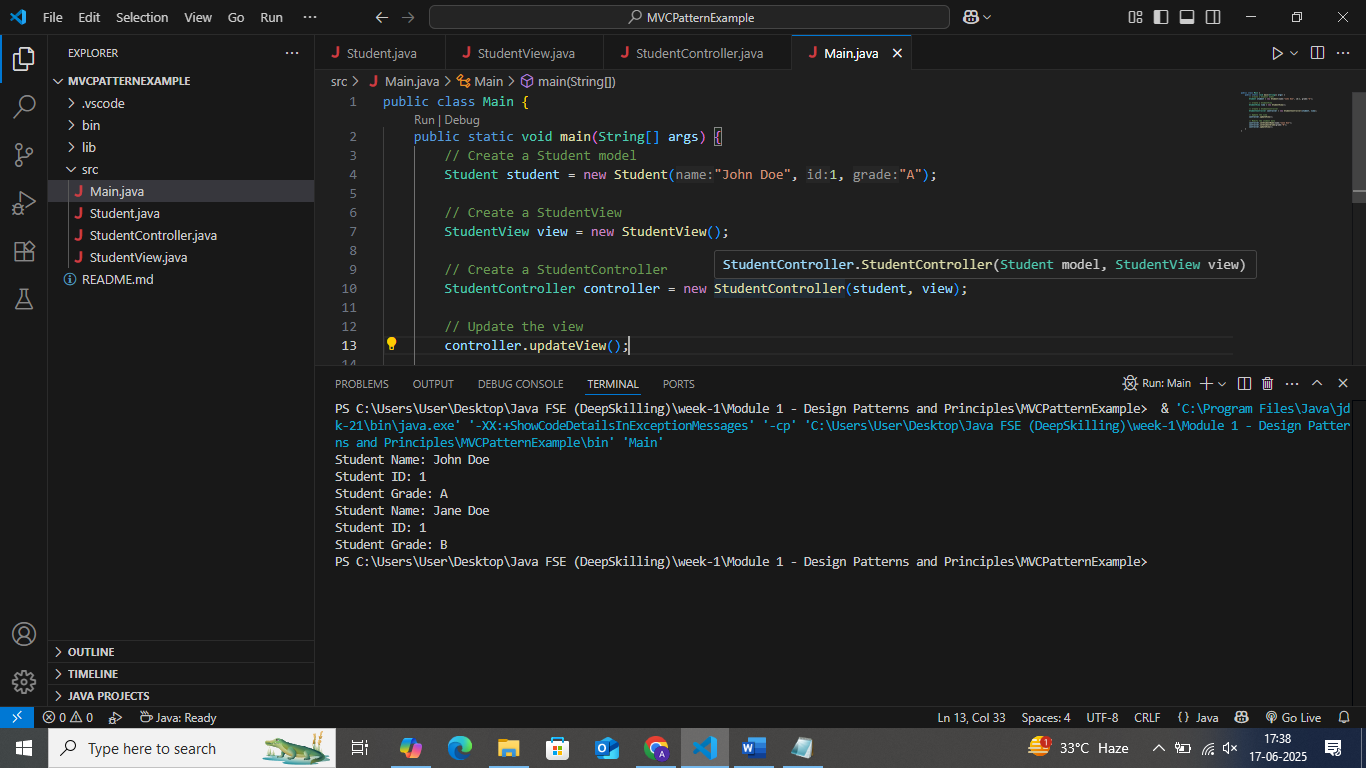 File Edit Selection View Go Run ··· MVCPatternExample
EXPLORER ···
MVCPATTERNEXAMPLE
.vscode
bin
lib
src
J Main.java
J Student.java
J StudentController.java
J StudentView.java
README.md
OUTLINE
TIMELINE
JAVA PROJECTS
J Student.java J StudentView.java J StudentController.java J Main.java
src > J Main.java > Main > main(String[])
1 public class Main {
Run | Debug
2 public static void main(String[] args) {
3 // Create a Student model
4 Student student = new Student(name:"John Doe", id:1, grade:"A");
5
6 // Create a StudentView
7 StudentView view = new StudentView();
8
9 // Create a StudentController
StudentController.StudentController(Student model, StudentView view)
10 StudentController controller = new StudentController(student, view);
11
12 // Update the view
13 controller.updateView();
14
PROBLEMS OUTPUT DEBUG CONSOLE TERMINAL PORTS Run: Main
PS C:\Users\User\Desktop\Java FSE (DeepSkilling)\week-1\Module 1 - Design Patterns and Principles\MVCPatternExample> & 'C:\Program Files\Java\jd
k-21\bin\java.exe' '-XX:+ShowCodeDetailsInExceptionMessages' '-cp' 'C:\Users\User\Desktop\Java FSE (DeepSkilling)\week-1\Module 1 - Design Patter
ns and Principles\MVCPatternExample\bin' 'Main'
Student Name: John Doe
Student ID: 1
Student Grade: A
Student Name: Jane Doe
Student ID: 1
Student Grade: B
PS C:\Users\User\Desktop\Java FSE (DeepSkilling)\week-1\Module 1 - Design Patterns and Principles\MVCPatternExample>
0 0 Java: Ready Ln 13, Col 33 Spaces: 4 UTF-8 CRLF {} Java Go Live
Type here to search 33°C Haze 17:38
17-06-2025